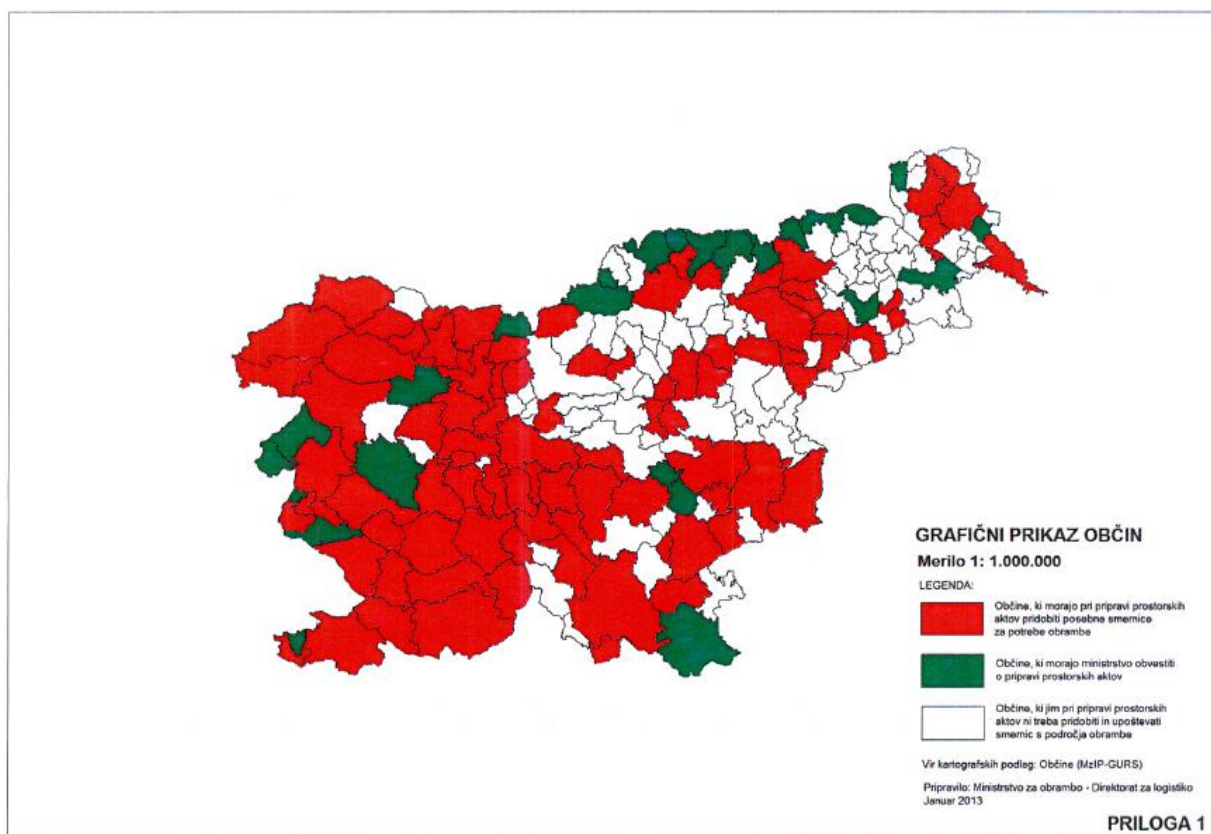 GRAFIČNI PRIKAZ OBČIN
Merilo 1: 1.000.000
LEGENDA:
Občine, ki morajo pri pripravi prostorskih
aktov pridobiti posebne smernice
za potrebe obrambe
Občine, ki morajo ministrstvo obvestiti
o pripravi prostorskih aktov
Občine, ki jim pri pripravi prostorskih
aktov ni treba pridobiti in upoštevati
smernic s področja obrambe
Vir kartografskih podlag: Občine (MzIP-GURS)
Pripravilo: Ministrstvo za obrambo - Direktorat za logistiko
Januar 2013
PRILOGA 1